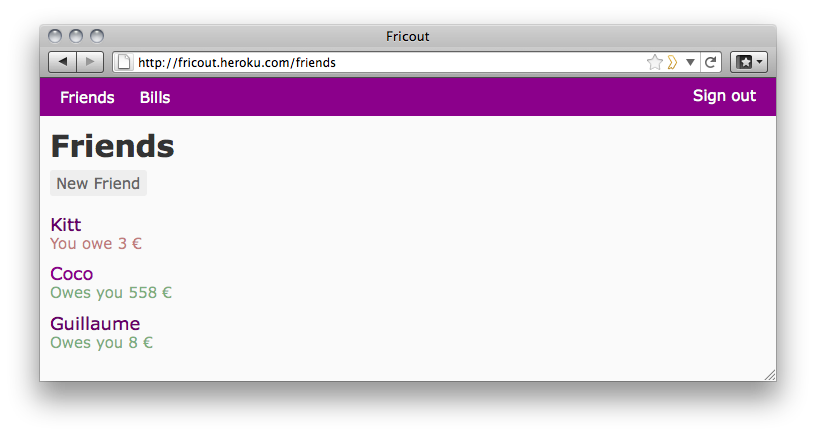 Fricout
http://fricout.heroku.com/friends
Friends Bills Sign out
Friends
New Friend
Kitt
You owe 3 €
Coco
Owes you 558 €
Guillaume
Owes you 8 €